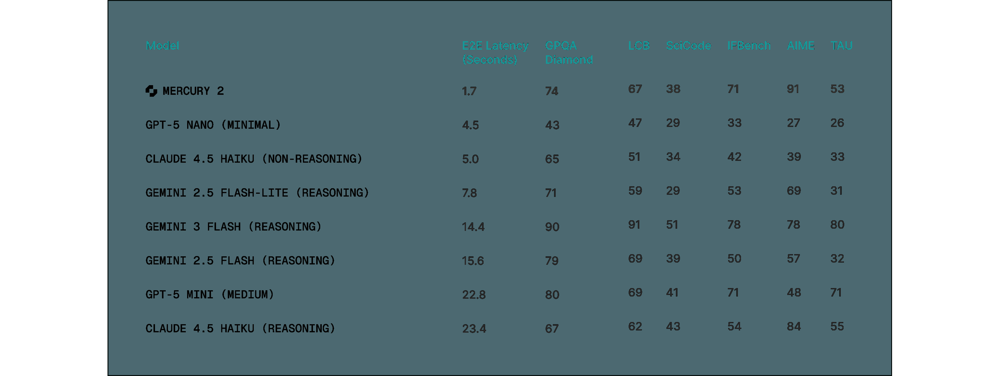 Model E2E Latency (Seconds) GPQA Diamond LCB SciCode IFBench AIME TAU
MERCURY 2 1.7 74 67 38 71 91 53
GPT-5 NANO (MINIMAL) 4.5 43 47 29 33 27 26
CLAUDE 4.5 HAIKU (NON-REASONING) 5.0 65 51 34 42 39 33
GEMINI 2.5 FLASH-LITE (REASONING) 7.8 71 59 29 53 69 31
GEMINI 3 FLASH (REASONING) 14.4 90 91 51 78 78 80
GEMINI 2.5 FLASH (REASONING) 15.6 79 69 39 50 57 32
GPT-5 MINI (MEDIUM) 22.8 80 69 41 71 48 71
CLAUDE 4.5 HAIKU (REASONING) 23.4 67 62 43 54 84 55